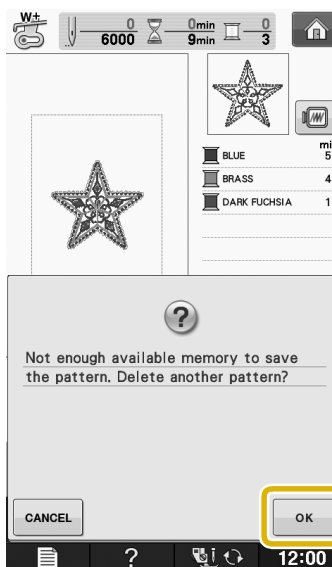 W+
0 0min 0
6000 9min 3
mi
BLUE 5
BRASS 4
DARK FUCHSIA 1
?
Not enough available memory to save
the pattern. Delete another pattern?
CANCEL OK
? 12:00